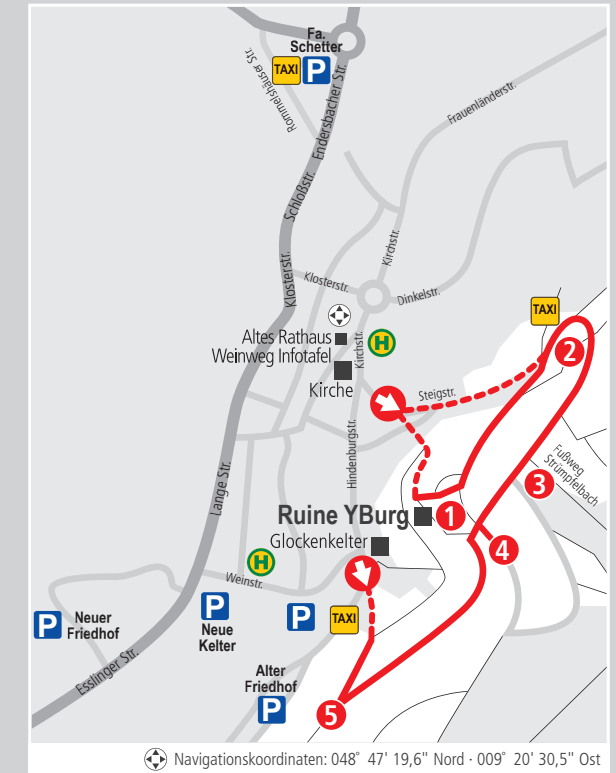 Fa.
Schetter
TAXI P
Rommelshäuser Str.
Endersbacher Str.
Frauenländerstr.
Schloßstr.
Kirchstr.
Klosterstr.
Klosterstr.
Dinkelstr.
TAXI
Altes Rathaus
Weinweg Infotafel
H
Kirchstr.
2
Kirche
Steigstr.
Hindenburgstr.
Fußweg
Strümpfelbach
3
Lange Str.
Ruine YBurg
1
Glockenkelter
4
H
Weinstr.
P Neuer
Friedhof
P
Neue
Kelter
P
TAXI
Esslinger Str.
Alter
Friedhof
P
5
Navigationskoordinaten: 048° 47' 19,6" Nord · 009° 20' 30,5" Ost